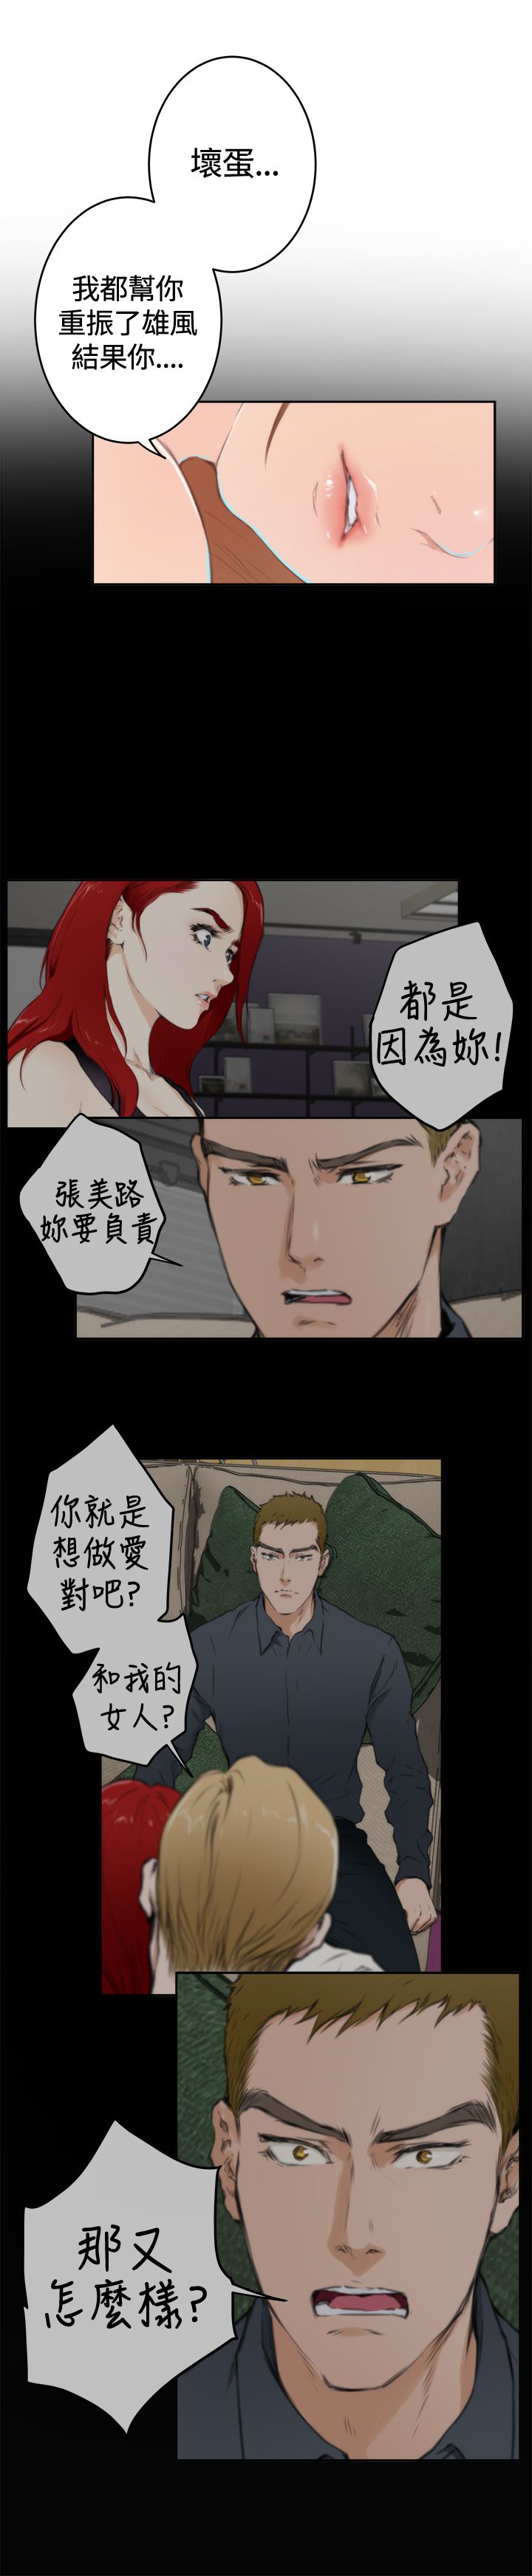 壞蛋...
我都幫你
重振了雄風
結果你....
都是
因為妳!
張美路
妳要負責
你就是
想做愛
對吧?
和我的
女人?
那又
怎麼樣?